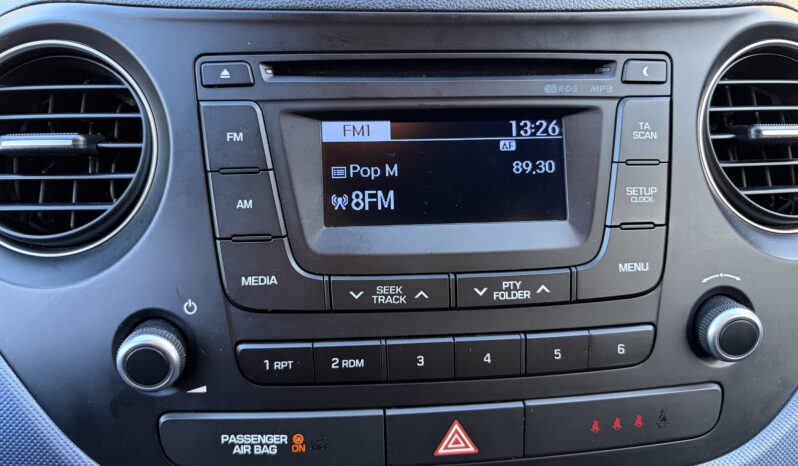 R·D·S MP3
FM1 13:26
AF
Pop M 89.30
8FM
FM
AM
MEDIA
TA
SCAN
SETUP
CLOCK
MENU
SEEK
TRACK
PTY
FOLDER
1 RPT 2 RDM 3 4 5 6
PASSENGER
AIR BAG ON OFF